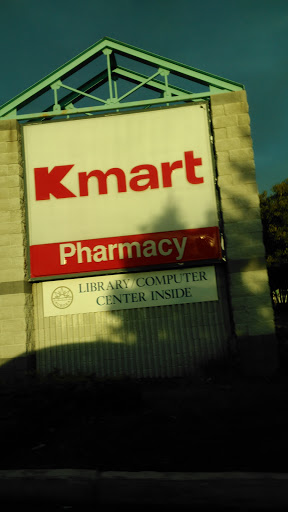 Kmart
Pharmacy
LIBRARY COMPUTER
CENTER INSIDE